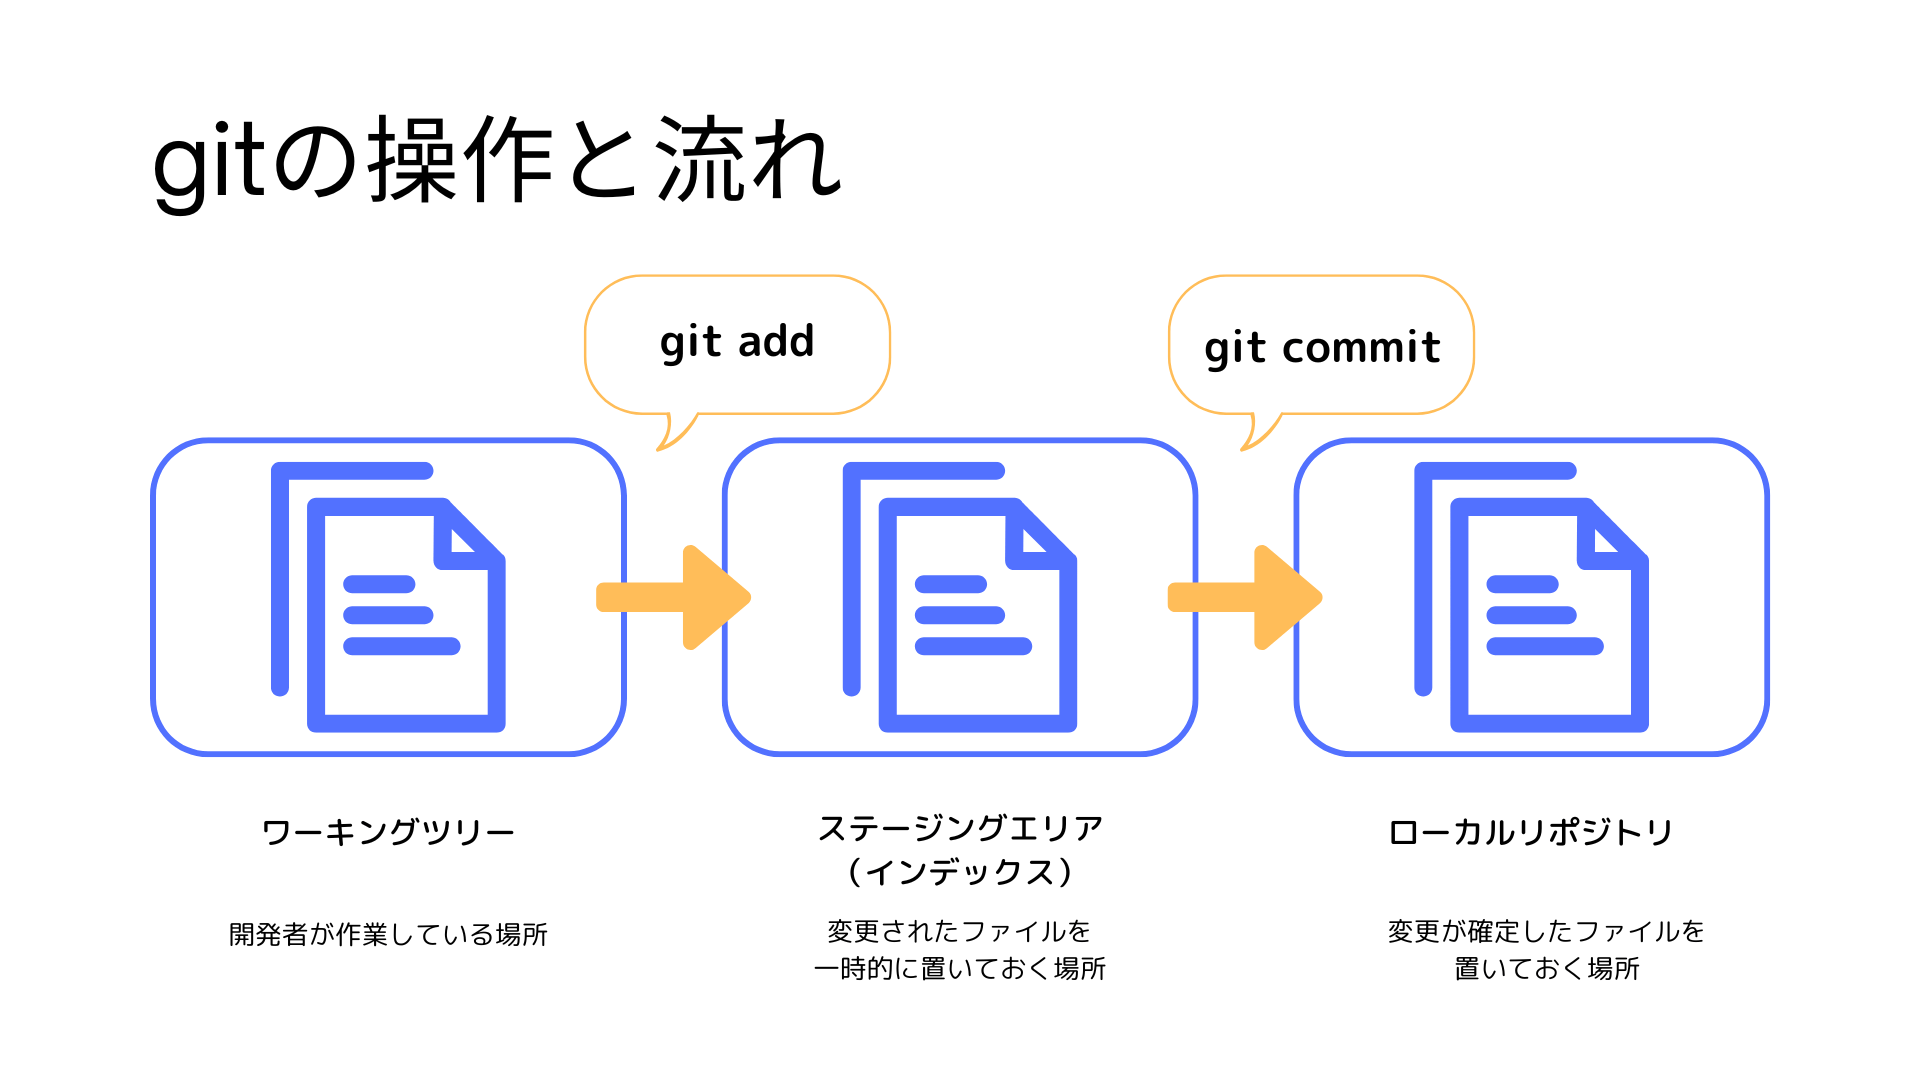 gitの操作と流れ
git add
git commit
ワーキングツリー
ステージングエリア
（インデックス）
ローカルリポジトリ
開発者が作業している場所
変更されたファイルを
一時的に置いておく場所
変更が確定したファイルを
置いておく場所